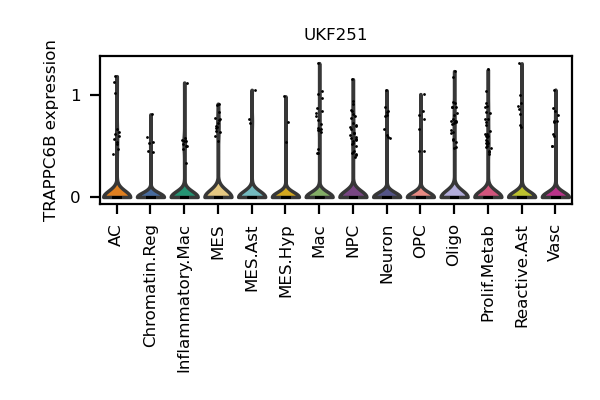 UKF251
TRAPPC6B expression
1
0
AC
Chromatin.Reg
Inflammatory.Mac
MES
MES.Ast
MES.Hyp
Mac
NPC
Neuron
OPC
Oligo
Prolif.Metab
Reactive.Ast
Vasc